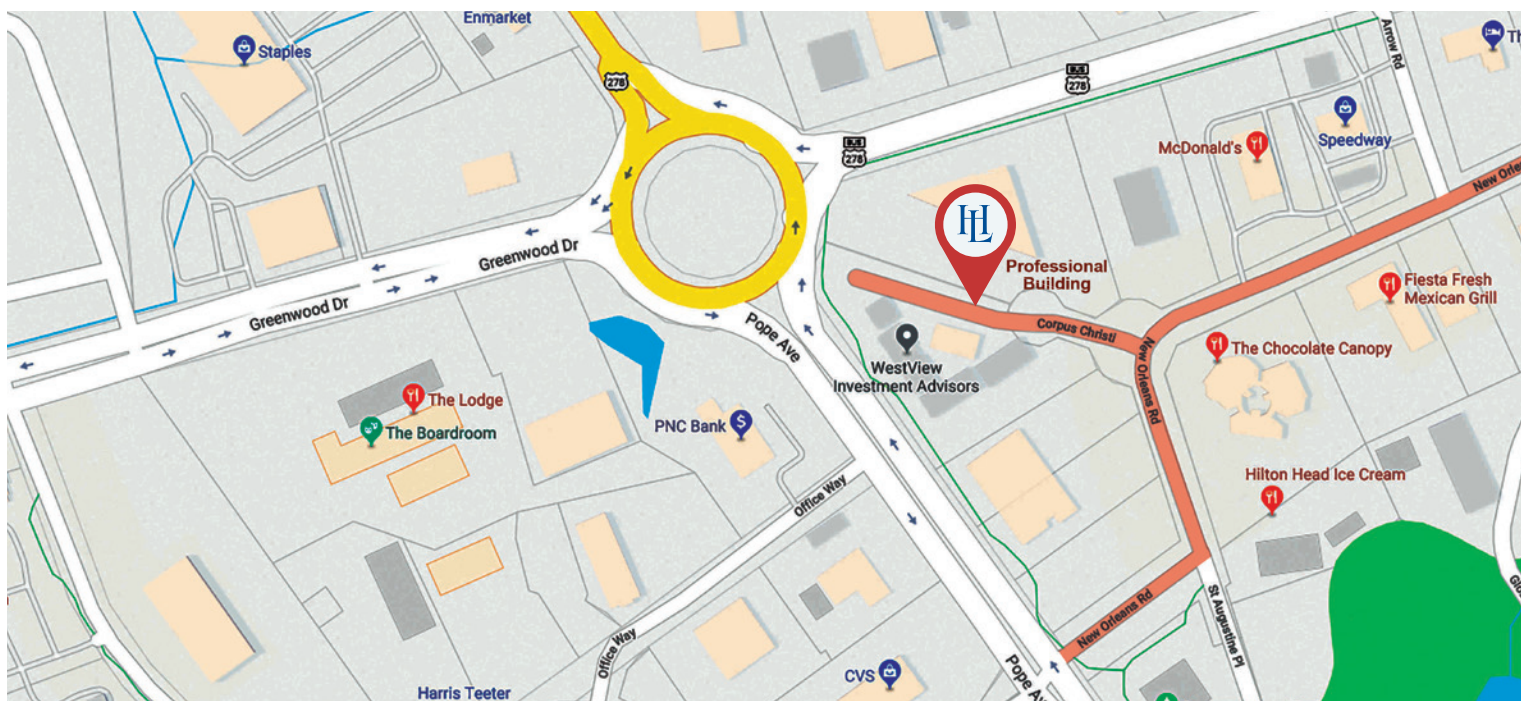 Enmarket
Staples
278
B.I.
278
B.I.
278
Arrow Rd
Th
McDonald's
Speedway
New Orle
Greenwood Dr
Greenwood Dr
HL
Professional
Building
Corpus Christi
New Orleans Rd
Fiesta Fresh
Mexican Grill
Pope Ave
WestView
Investment Advisors
The Chocolate Canopy
The Lodge
The Boardroom
PNC Bank
$
Office Way
Hilton Head Ice Cream
New Orleans Rd
St Augustine Pl
Glo
Office Way
Pope Av
CVS
Harris Teeter